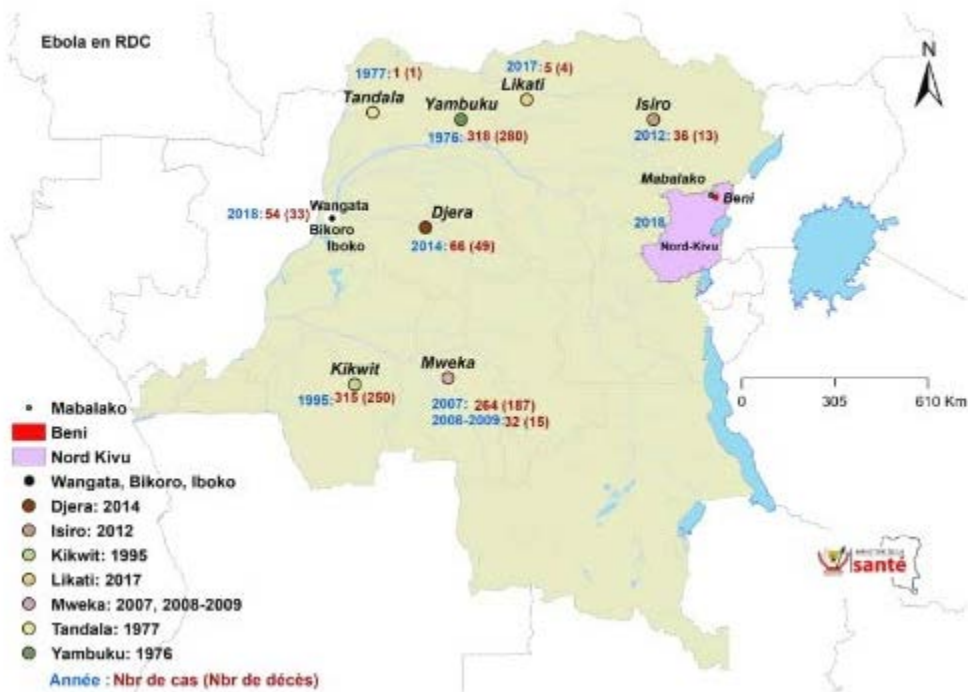 Ebola en RDC
N
1977: 1 (1)
Tandala
2017: 5 (4)
Likati
Yambuku
1976: 318 (280)
Isiro
2012: 36 (13)
Mabalako
Beni
2018
Nord-Kivu
2018: 54 (33)
Wangata
Bikoro
Iboko
Djera
2014: 66 (49)
Kikwit
1995: 315 (250)
Mweka
2007: 264 (187)
2008-2009: 32 (15)
0 305 610 Km
Mabalako
Beni
Nord Kivu
Wangata, Bikoro, Iboko
Djera: 2014
Isiro: 2012
Kikwit: 1995
Likati: 2017
Mweka: 2007, 2008-2009
Tandala: 1977
Yambuku: 1976
Année : Nbr de cas (Nbr de décès)
santé